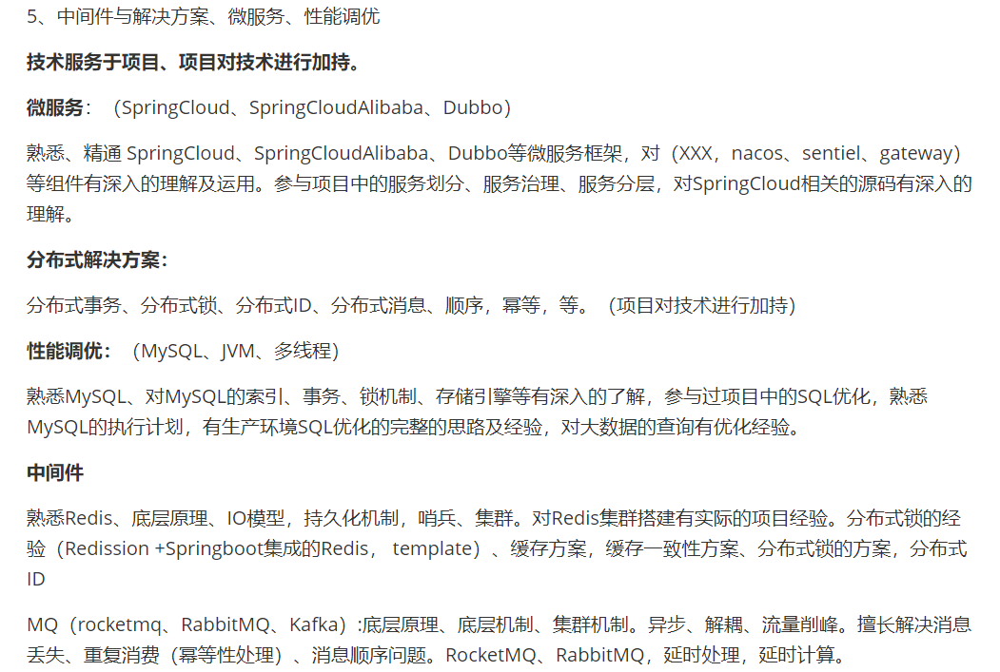 5、中间件与解决方案、微服务、性能调优
技术服务于项目、项目对技术进行加持。
微服务：（SpringCloud、SpringCloudAlibaba、Dubbo）
熟悉、精通 SpringCloud、SpringCloudAlibaba、Dubbo等微服务框架，对（XXX，nacos、sentiel、gateway）
等组件有深入的理解及运用。参与项目中的服务划分、服务治理、服务分层，对SpringCloud相关的源码有深入的
理解。
分布式解决方案：
分布式事务、分布式锁、分布式ID、分布式消息、顺序，幂等，等。（项目对技术进行加持）
性能调优：（MySQL、JVM、多线程）
熟悉MySQL、对MySQL的索引、事务、锁机制、存储引擎等有深入的了解，参与过项目中的SQL优化，熟悉
MySQL的执行计划，有生产环境SQL优化的完整的思路及经验，对大数据的查询有优化经验。
中间件
熟悉Redis、底层原理、IO模型，持久化机制，哨兵、集群。对Redis集群搭建有实际的项目经验。分布式锁的经
验（Redission +Springboot集成的Redis， template）、缓存方案，缓存一致性方案、分布式锁的方案，分布式
ID
MQ（rocketmq、RabbitMQ、Kafka）:底层原理、底层机制、集群机制。异步、解耦、流量削峰。擅长解决消息
丢失、重复消费（幂等性处理）、消息顺序问题。RocketMQ、RabbitMQ，延时处理，延时计算。